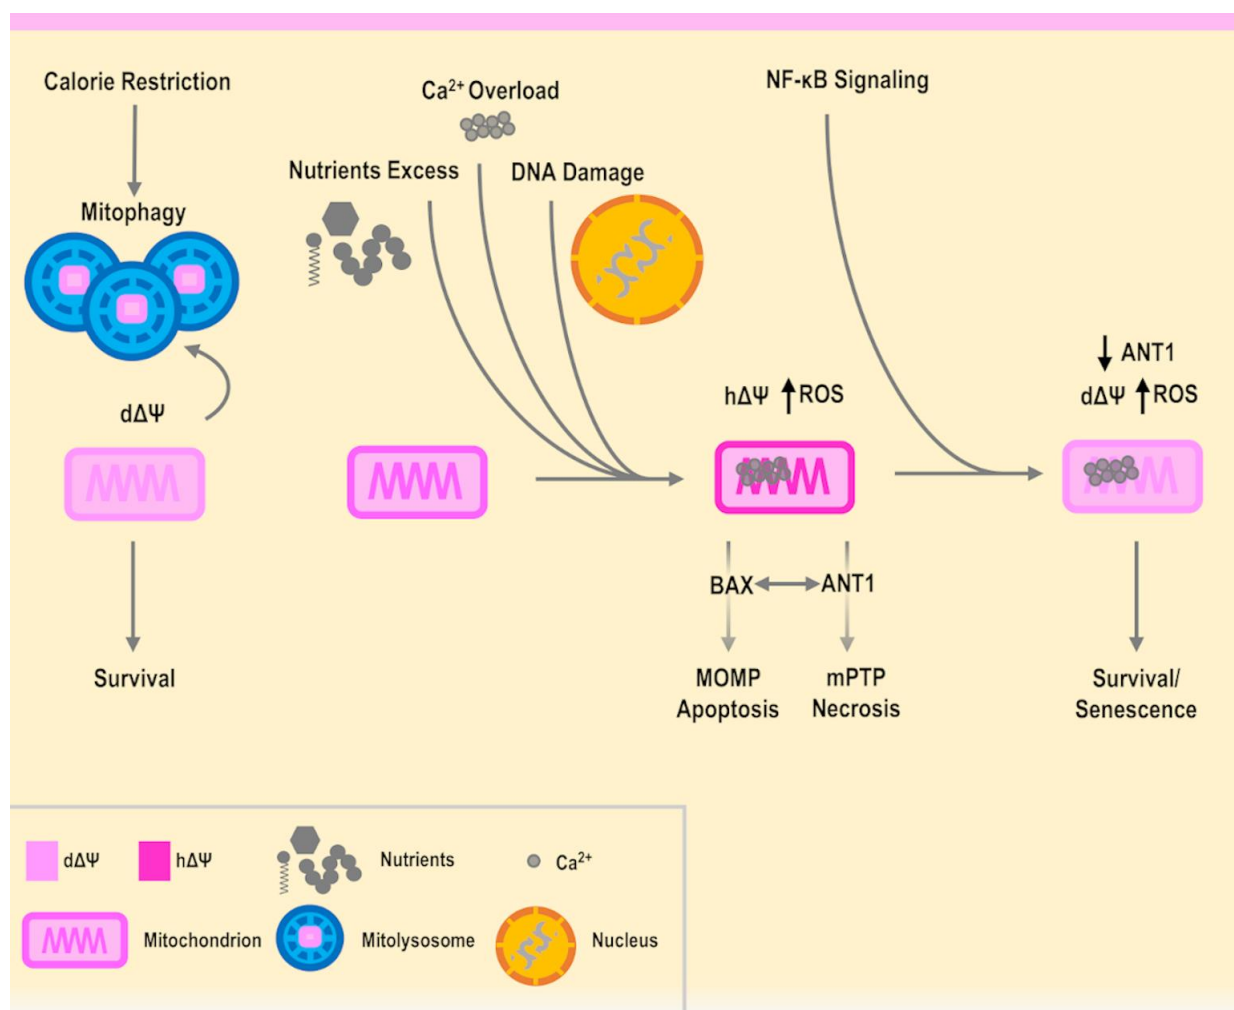 Calorie Restriction
Mitophagy
dΔΨ
Survival
Ca²⁺ Overload
Nutrients Excess
DNA Damage
NF-κB Signaling
hΔΨ ↑ROS
BAX
ANT1
MOMP
Apoptosis
mPTP
Necrosis
↓ ANT1
dΔΨ ↑ROS
Survival/
Senescence
dΔΨ
hΔΨ
Nutrients
Ca²⁺
Mitochondrion
Mitolysosome
Nucleus